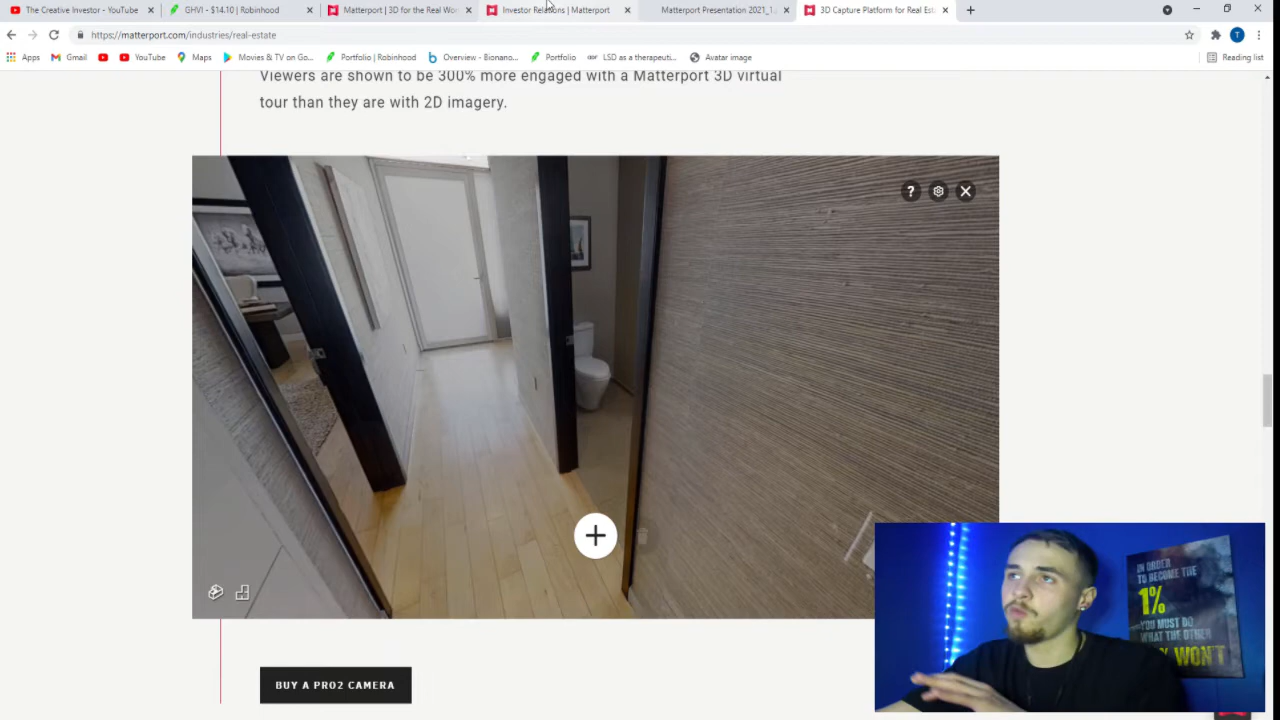 The Creative Investor - YouTube
GHVI - $14.10 | Robinhood
Matterport | 3D for the Real Wo
Investor Relations | Matterport
Matterport Presentation 2021_1.
3D Capture Platform for Real Est
https://matterport.com/industries/real-estate
T
Apps
Gmail
YouTube
Maps
Movies & TV on Go...
Portfolio | Robinhood
Overview - Bionano...
Portfolio
LSD as a therapeuti...
Avatar image
Reading list
Viewers are shown to be 300% more engaged with a Matterport 3D virtual
tour than they are with 2D imagery.
?
BUY A PRO2 CAMERA
IN ORDER
TO BECOME THE
1%
YOU MUST DO
WHAT THE OTHER
WON'T